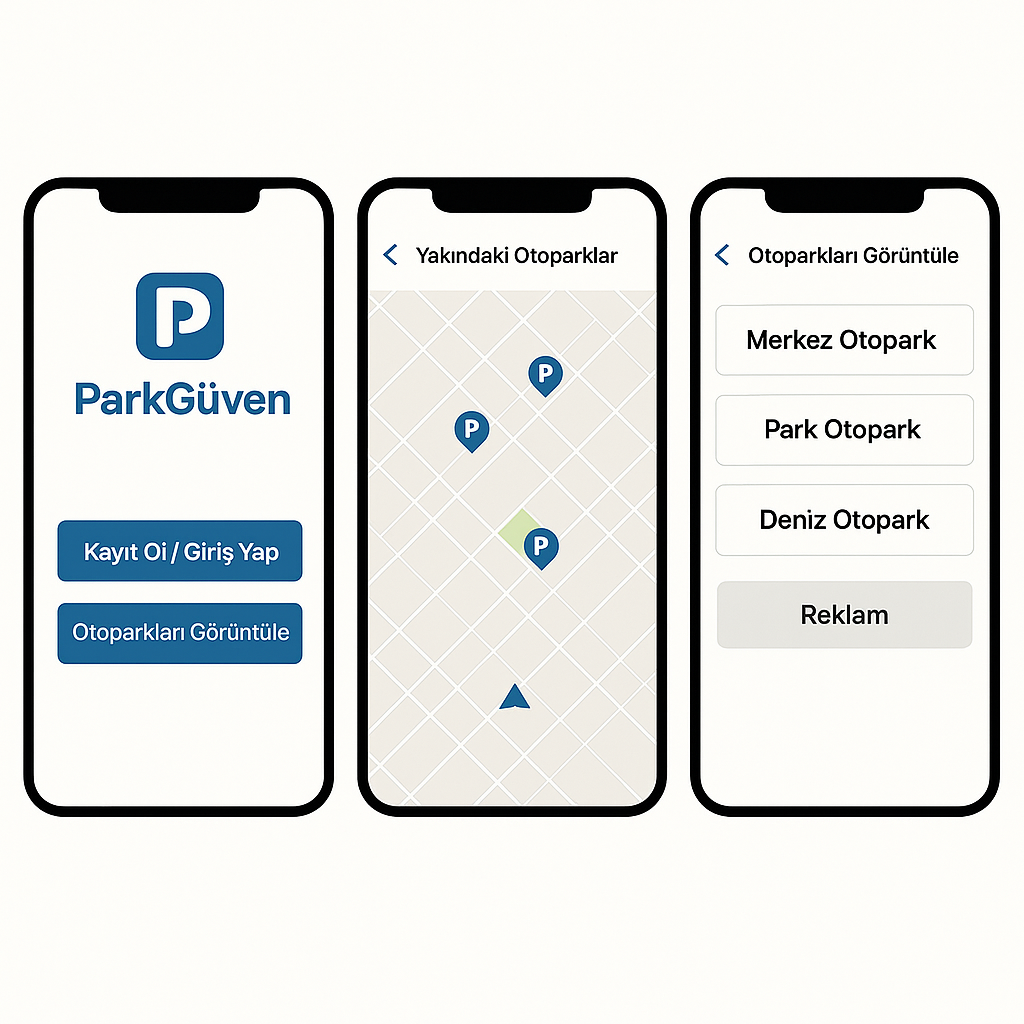 P
ParkGüven
Kayıt Oi / Giriş Yap
Otoparkları Görüntüle
Yakındaki Otoparklar
P
P
P
Otoparkları Görüntüle
Merkez Otopark
Park Otopark
Deniz Otopark
Reklam